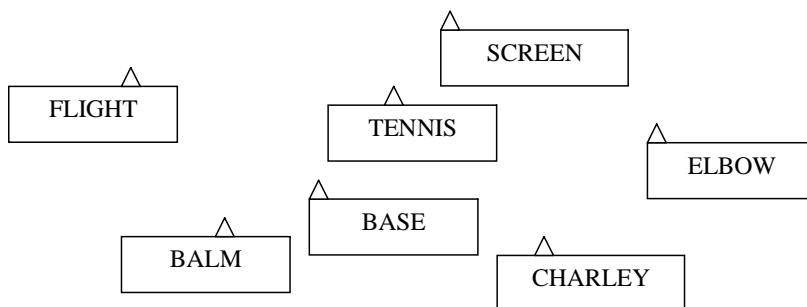 SCREEN
FLIGHT
TENNIS
ELBOW
BASE
BALM
CHARLEY